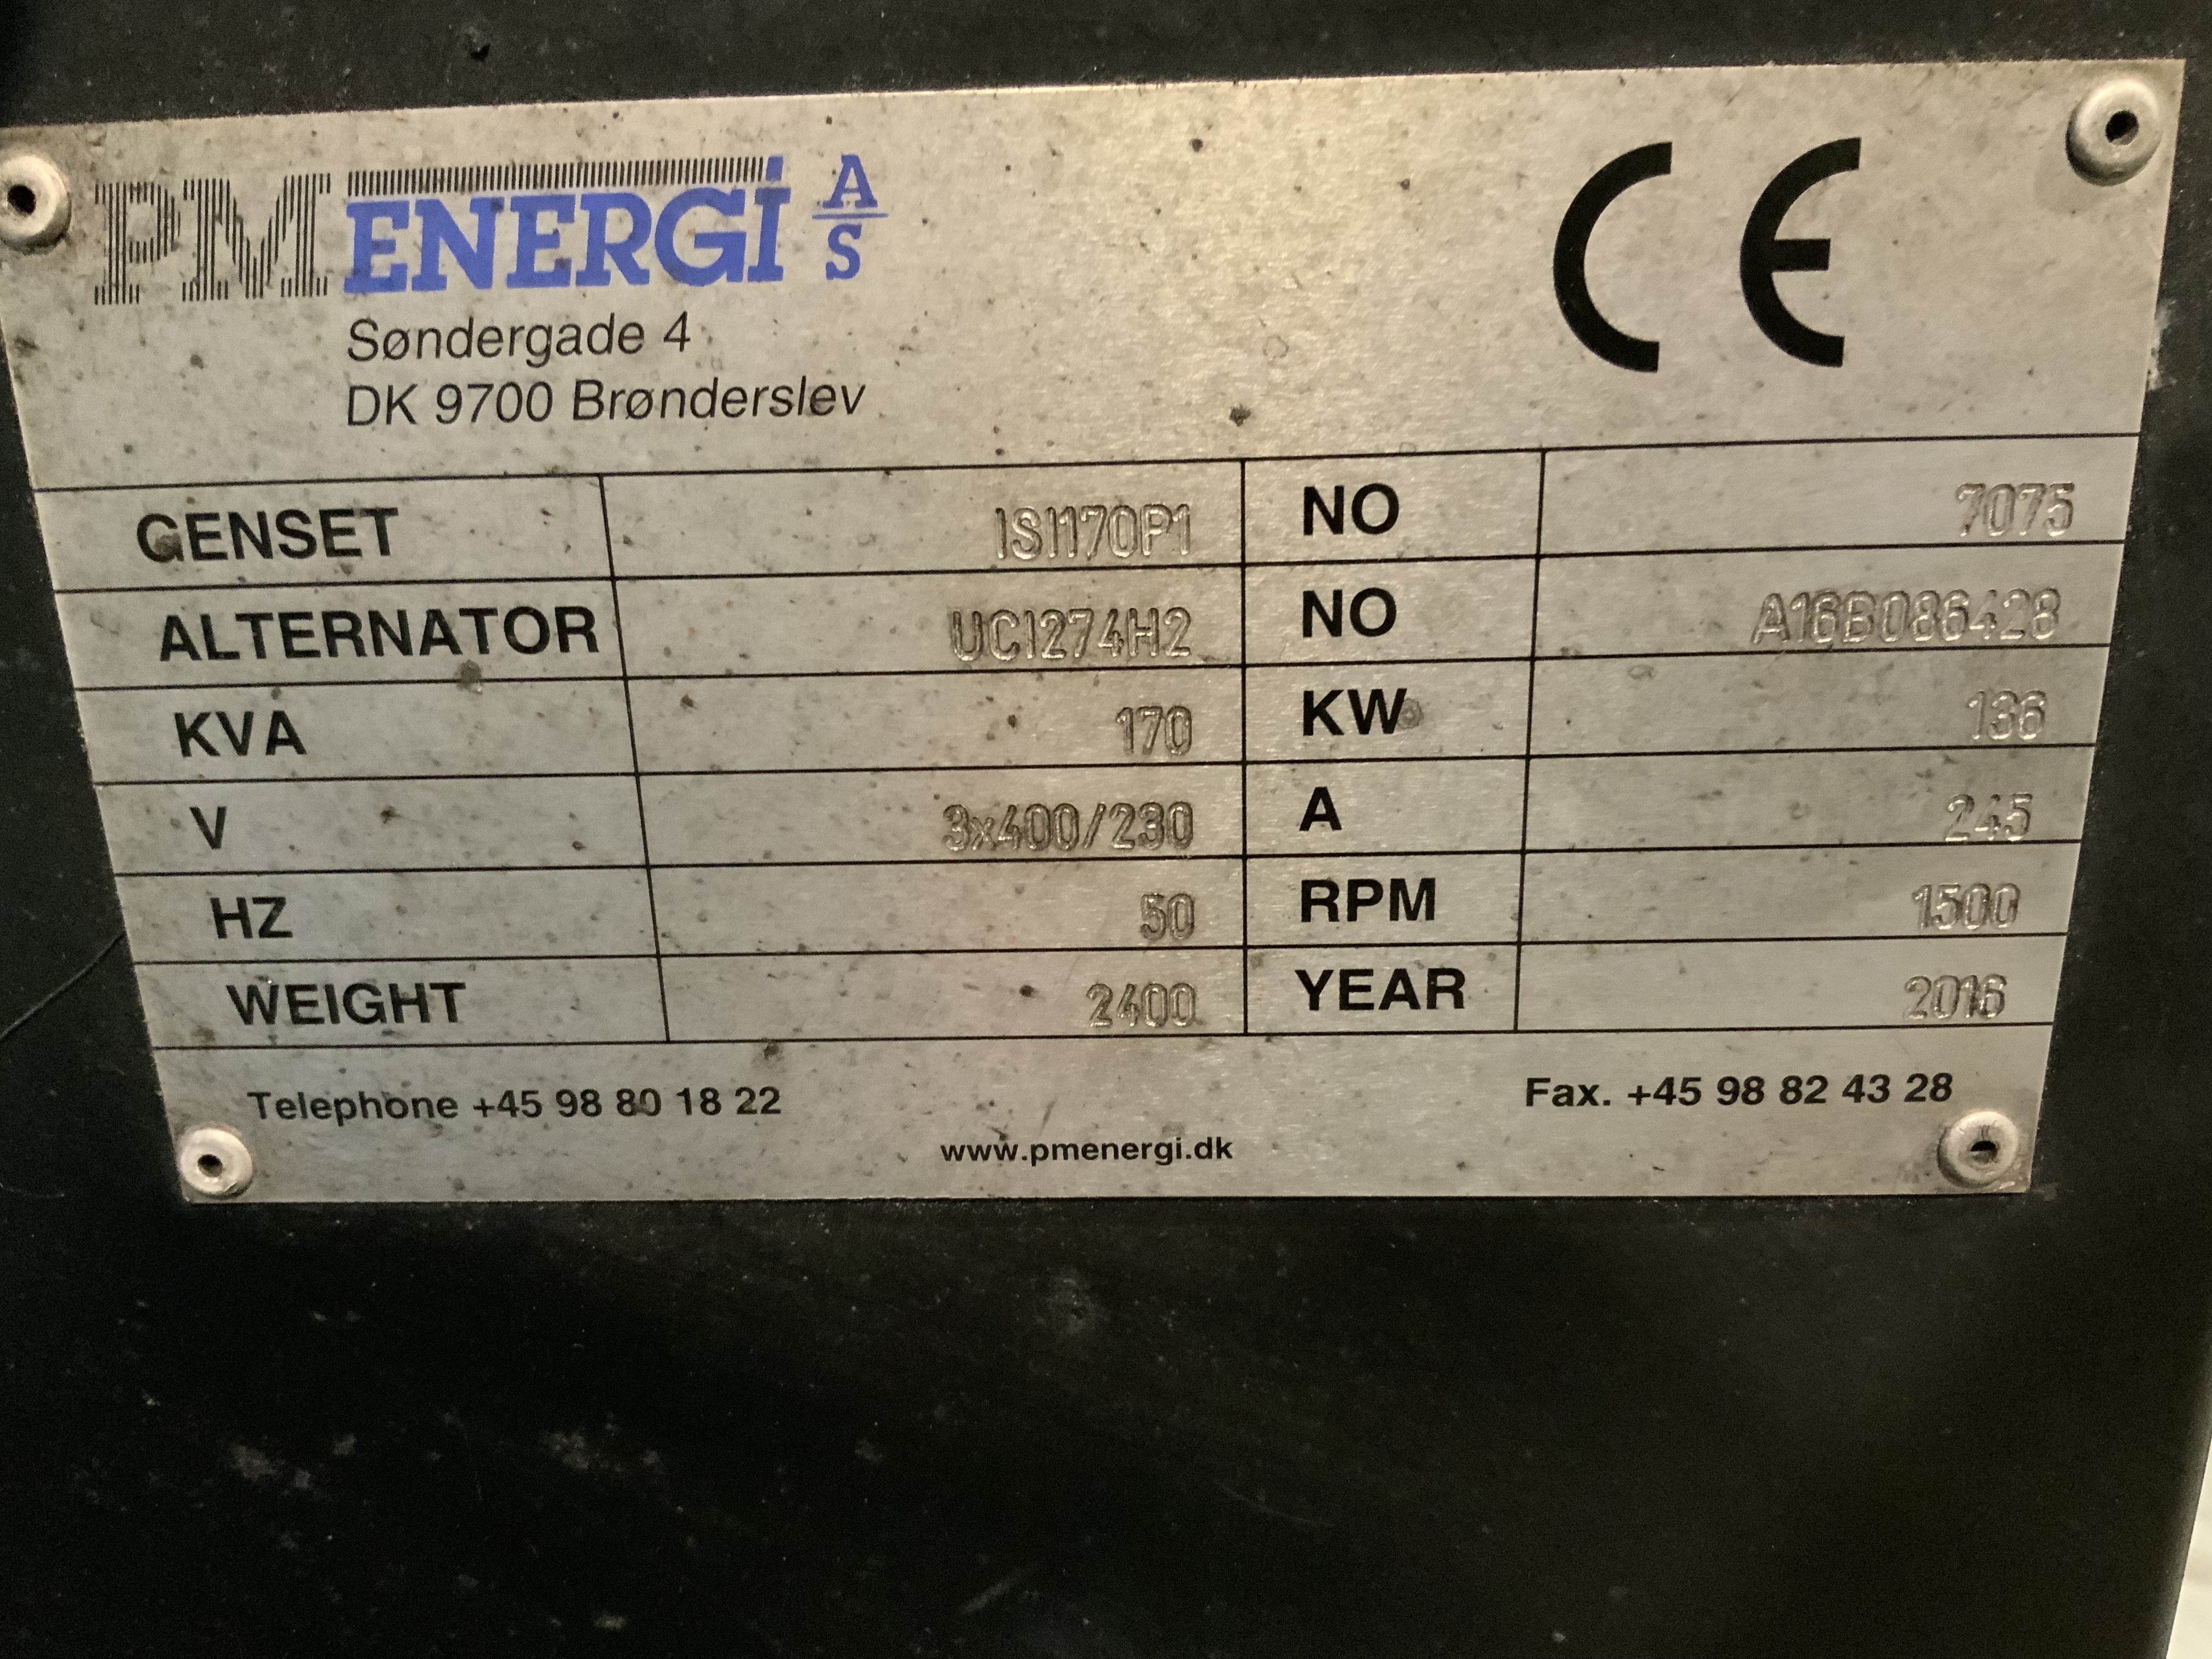 PM ENERGI A/S
Søndergade 4
DK 9700 Brønderslev
CE
GENSET ISI170P1 NO 7075
ALTERNATOR UCI274H2 NO A16B086428
KVA 170 KW 136
V 3x400/230 A 245
HZ 50 RPM 1500
WEIGHT 2400 YEAR 2016
Telephone +45 98 80 18 22 Fax. +45 98 82 43 28
www.pmenergi.dk